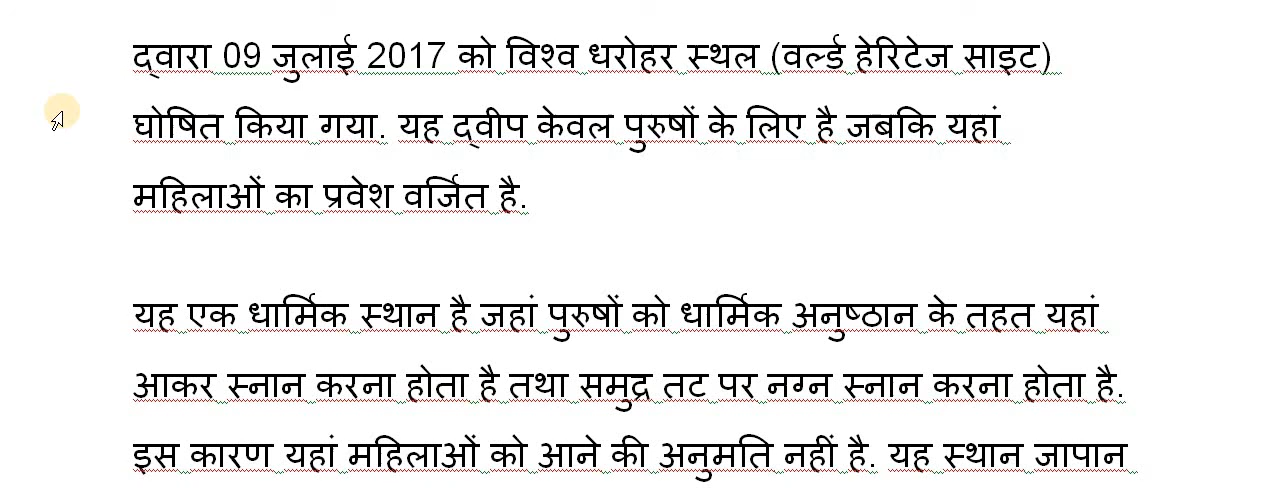 द्वारा 09 जुलाई 2017 को विश्व धरोहर स्थल (वर्ल्ड हेरिटेज साइट)
घोषित किया गया. यह द्वीप केवल पुरुषों के लिए है जबकि यहां
महिलाओं का प्रवेश वर्जित है.
यह एक धार्मिक स्थान है जहां पुरुषों को धार्मिक अनुष्ठान के तहत यहां
आकर स्नान करना होता है तथा समुद्र तट पर नग्न स्नान करना होता है.
इस कारण यहां महिलाओं को आने की अनुमति नहीं है. यह स्थान जापान